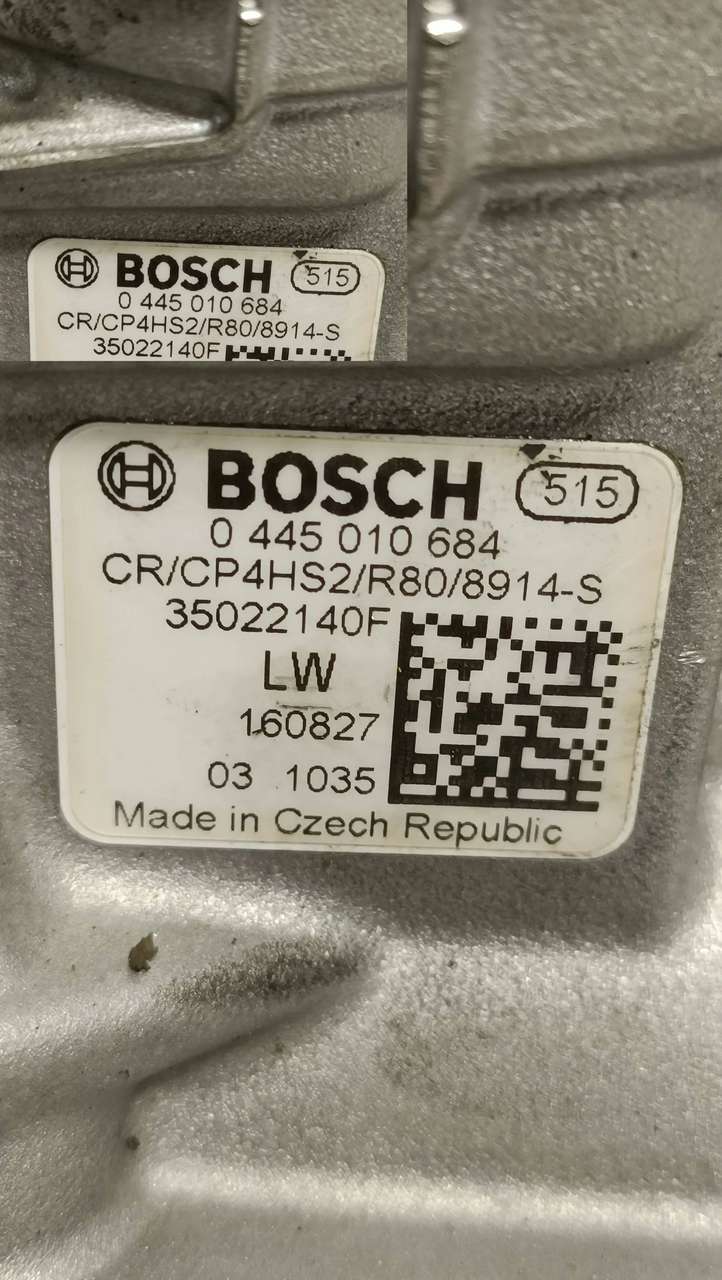 BOSCH 515
0 445 010 684
CR/CP4HS2/R80/8914-S
35022140F
BOSCH 515
0 445 010 684
CR/CP4HS2/R80/8914-S
35022140F
LW
160827
03 1035
Made in Czech Republic